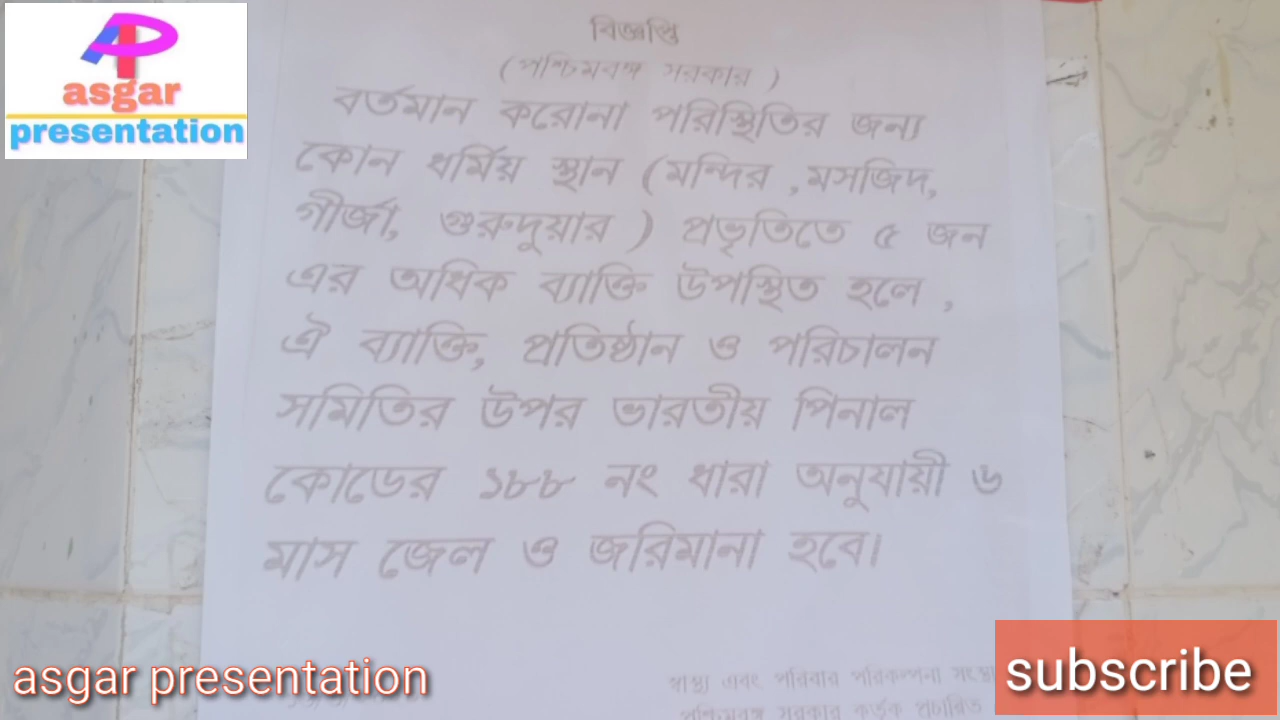 asgar
presentation
বিজ্ঞপ্তি
(পশ্চিমবঙ্গ সরকার )
বর্তমান করোনা পরিস্থিতির জন্য
কোন ধর্মিয় স্থান (মন্দির ,মসজিদ,
গীর্জা, গুরুদুয়ার ) প্রভৃতিতে ৫ জন
এর অধিক ব্যাক্তি উপস্থিত হলে ,
ঐ ব্যাক্তি, প্রতিষ্ঠান ও পরিচালন
সমিতির উপর ভারতীয় পিনাল
কোডের ১৮৮ নং ধারা অনুযায়ী ৬
মাস জেল ও জরিমানা হবে।
স্বাস্থ্য এবং পরিবার পরিকল্পনা
পশ্চিমবঙ্গ সরকার কর্তৃক প্রচারিত
asgar presentation
subscribe